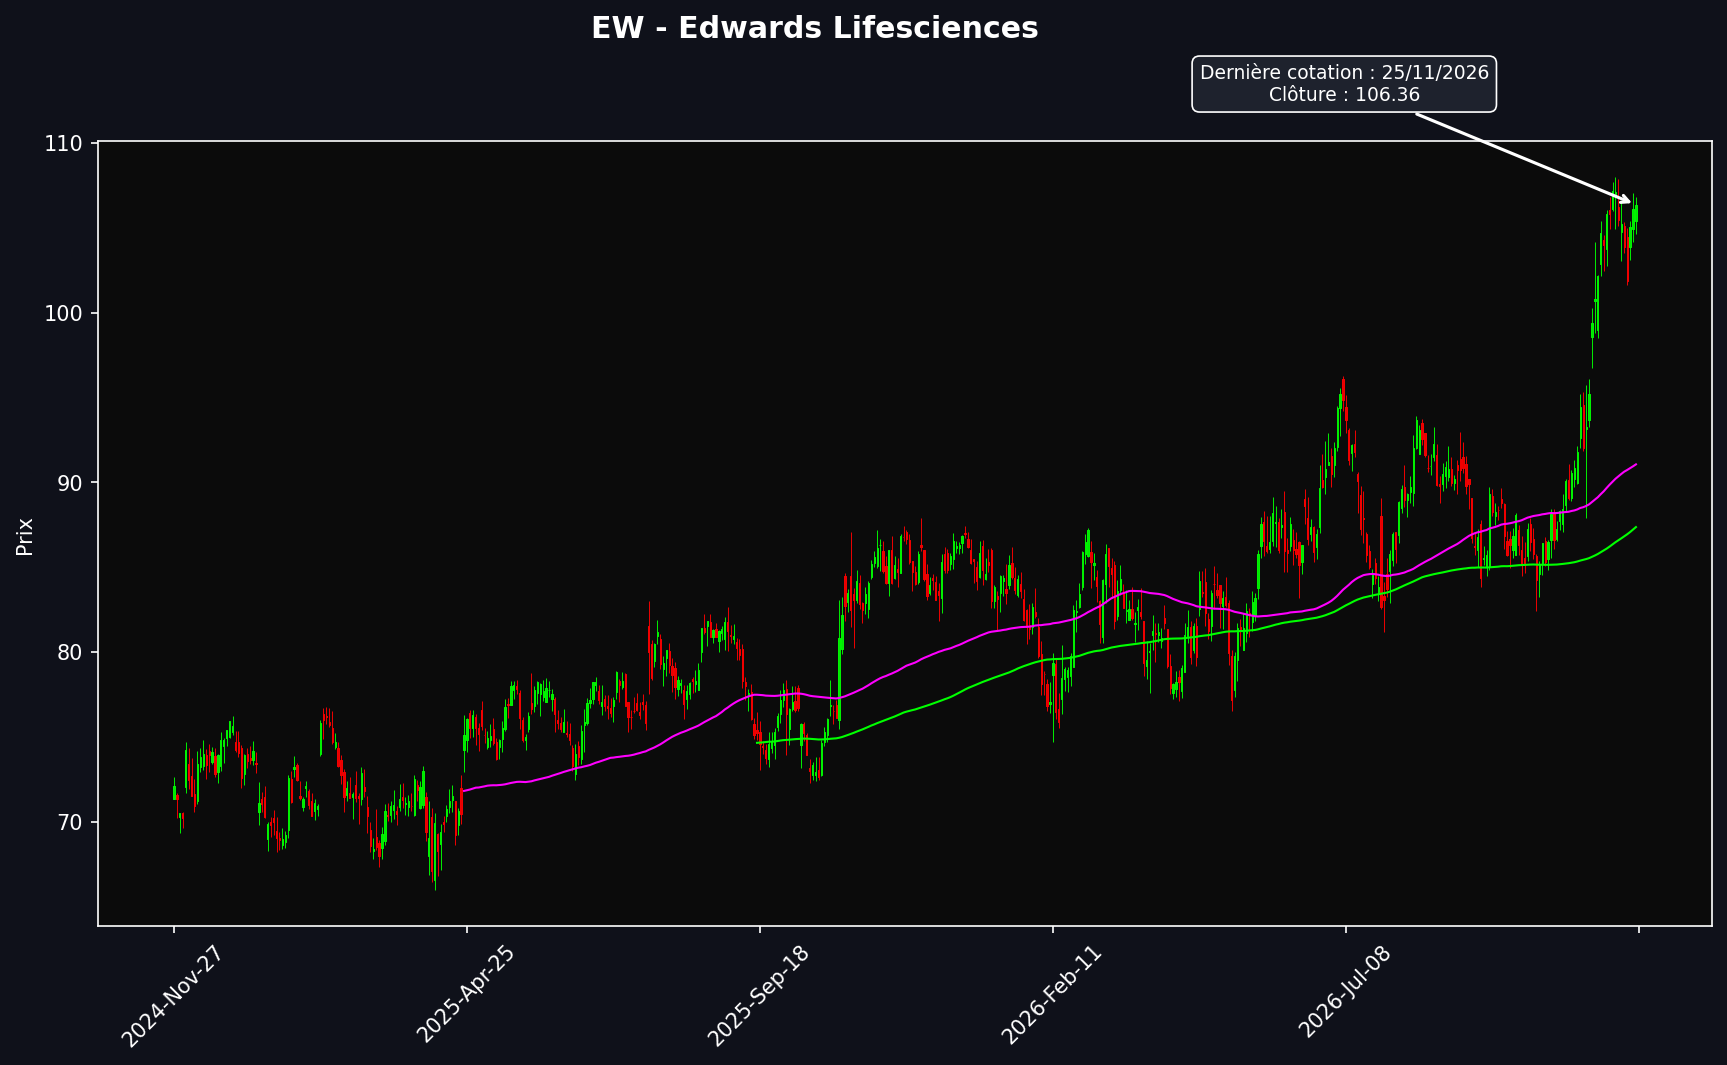 EW - Edwards Lifesciences
Dernière cotation : 25/11/2026
Clôture : 106.36
110
100
90
80
70
Prix
2024-Nov-27
2025-Apr-25
2025-Sep-18
2026-Feb-11
2026-Jul-08